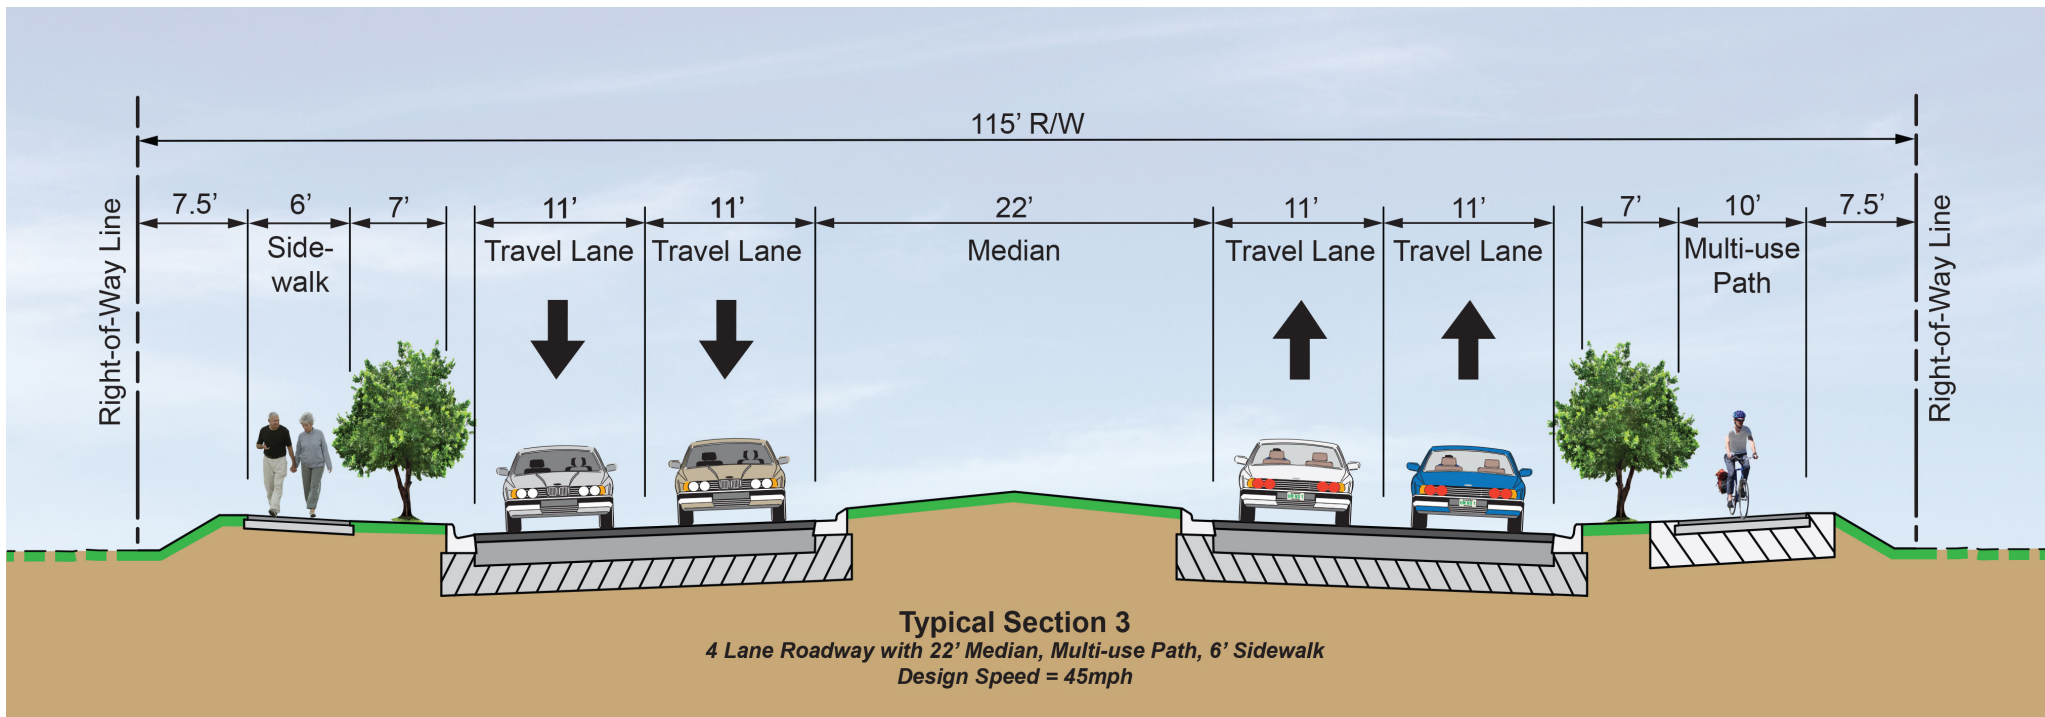 115’ R/W
7.5’ 6’ 7’ 11’ 11’ 22’ 11’ 11’ 7’ 10’ 7.5’
Right-of-Way Line
Side-
walk
Travel Lane
Travel Lane
Median
Travel Lane
Travel Lane
Multi-use
Path
Right-of-Way Line
Typical Section 3
4 Lane Roadway with 22’ Median, Multi-use Path, 6’ Sidewalk
Design Speed = 45mph